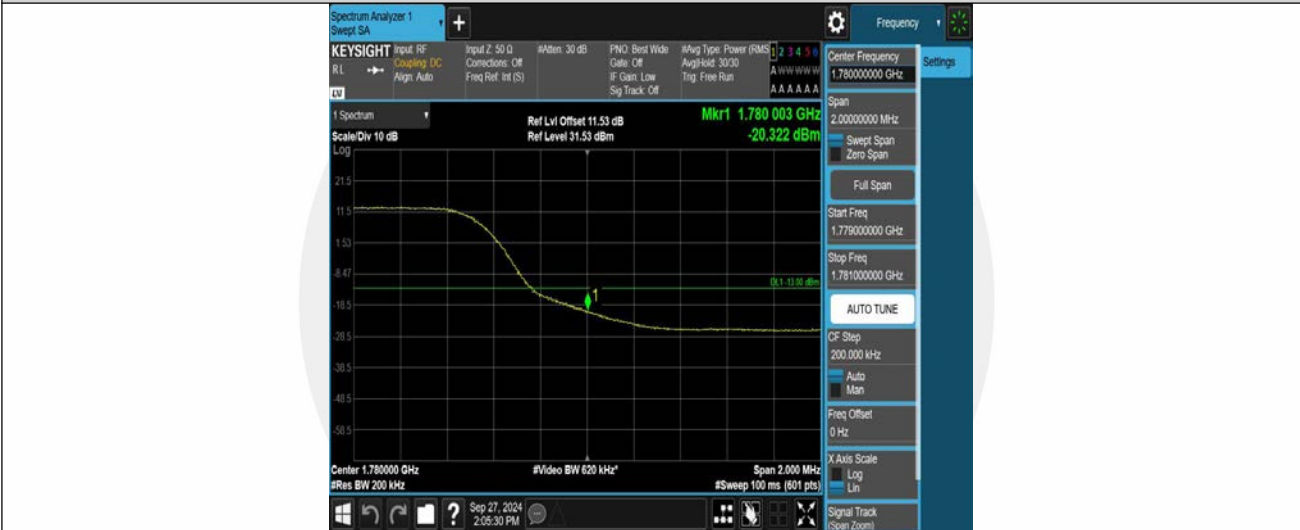 Spectrum Analyzer 1
Swept SA
Frequency
KEYSIGHT
RL
Input: RF
Coupling: DC
Align: Auto
Input Z: 50 Ω
Corrections: Off
Freq Ref: Int (S)
#Atten: 30 dB
PNO: Best Wide
Gate: Off
IF Gain: Low
Sig Track: Off
#Avg Type: Power (RMS
Avg|Hold: 30/30
Trig: Free Run
1 2 3 4 5 6
A W W W W W
A A A A A A
1 Spectrum
Scale/Div 10 dB
Log
Ref Lvl Offset 11.53 dB
Ref Level 31.53 dBm
Mkr1 1.780 003 GHz
-20.322 dBm
21.5
11.5
1.53
-8.47
-18.5
-28.5
-38.5
-48.5
-58.5
DL1 -13.00 dBm
1
Center 1.780000 GHz
#Res BW 200 kHz
#Video BW 620 kHz*
Span 2.000 MHz
#Sweep 100 ms (601 pts)
Sep 27, 2024
2:05:30 PM
Center Frequency
1.780000000 GHz
Settings
Span
2.00000000 MHz
Swept Span
Zero Span
Full Span
Start Freq
1.779000000 GHz
Stop Freq
1.781000000 GHz
AUTO TUNE
CF Step
200.000 kHz
Auto
Man
Freq Offset
0 Hz
X Axis Scale
Log
Lin
Signal Track
(Span Zoom)